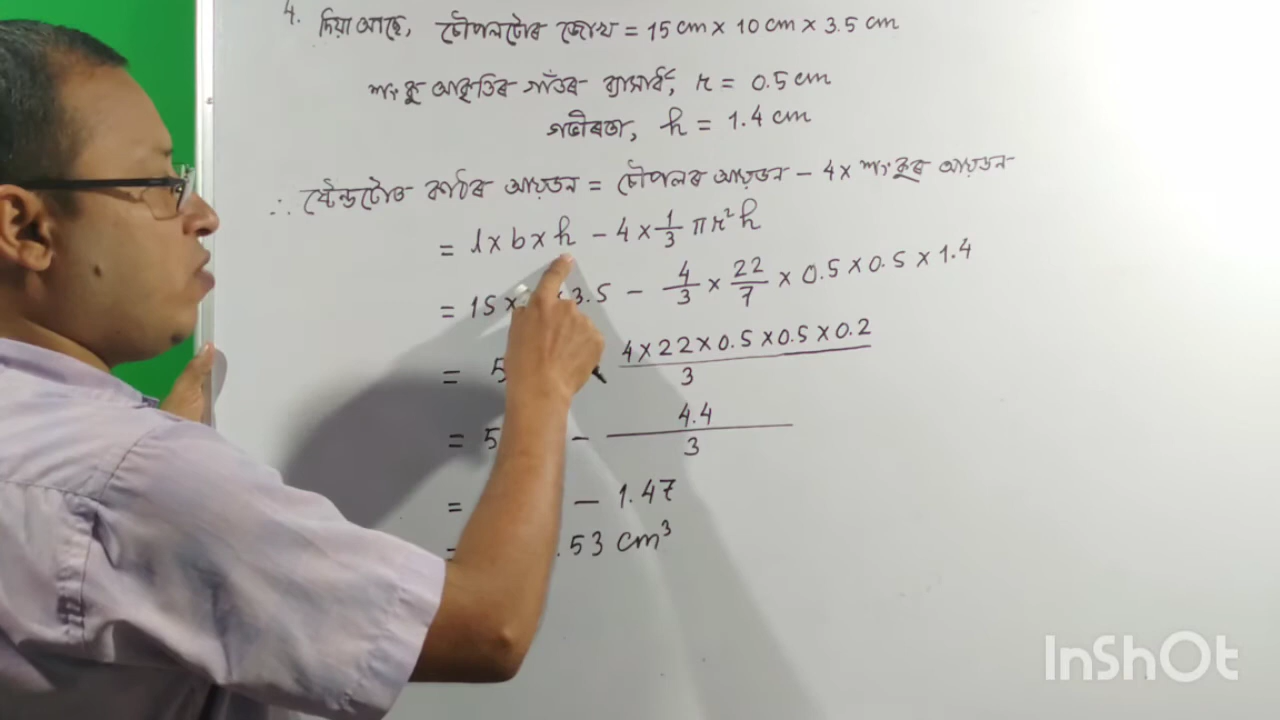 4. দিয়া আছে, চৌপলটোৰ জোখ = 15 cm × 10 cm × 3.5 cm
শংকু আকৃতিৰ গাঁতৰ ব্যাসাৰ্ধ, r = 0.5 cm
গভীৰতা, h = 1.4 cm
∴ ষ্টেন্ডটোত কাঠৰ আয়তন = চৌপলৰ আয়তন − 4 × শংকুৰ আয়তন
= l × b × h − 4 × 1/3 πr²h
= 15 × × 3.5 − 4/3 × 22/7 × 0.5 × 0.5 × 1.4
= 5 4 × 22 × 0.5 × 0.5 × 0.2 / 3
= 5 − 4.4 / 3
= − 1.47
= .53 cm³
InShOt